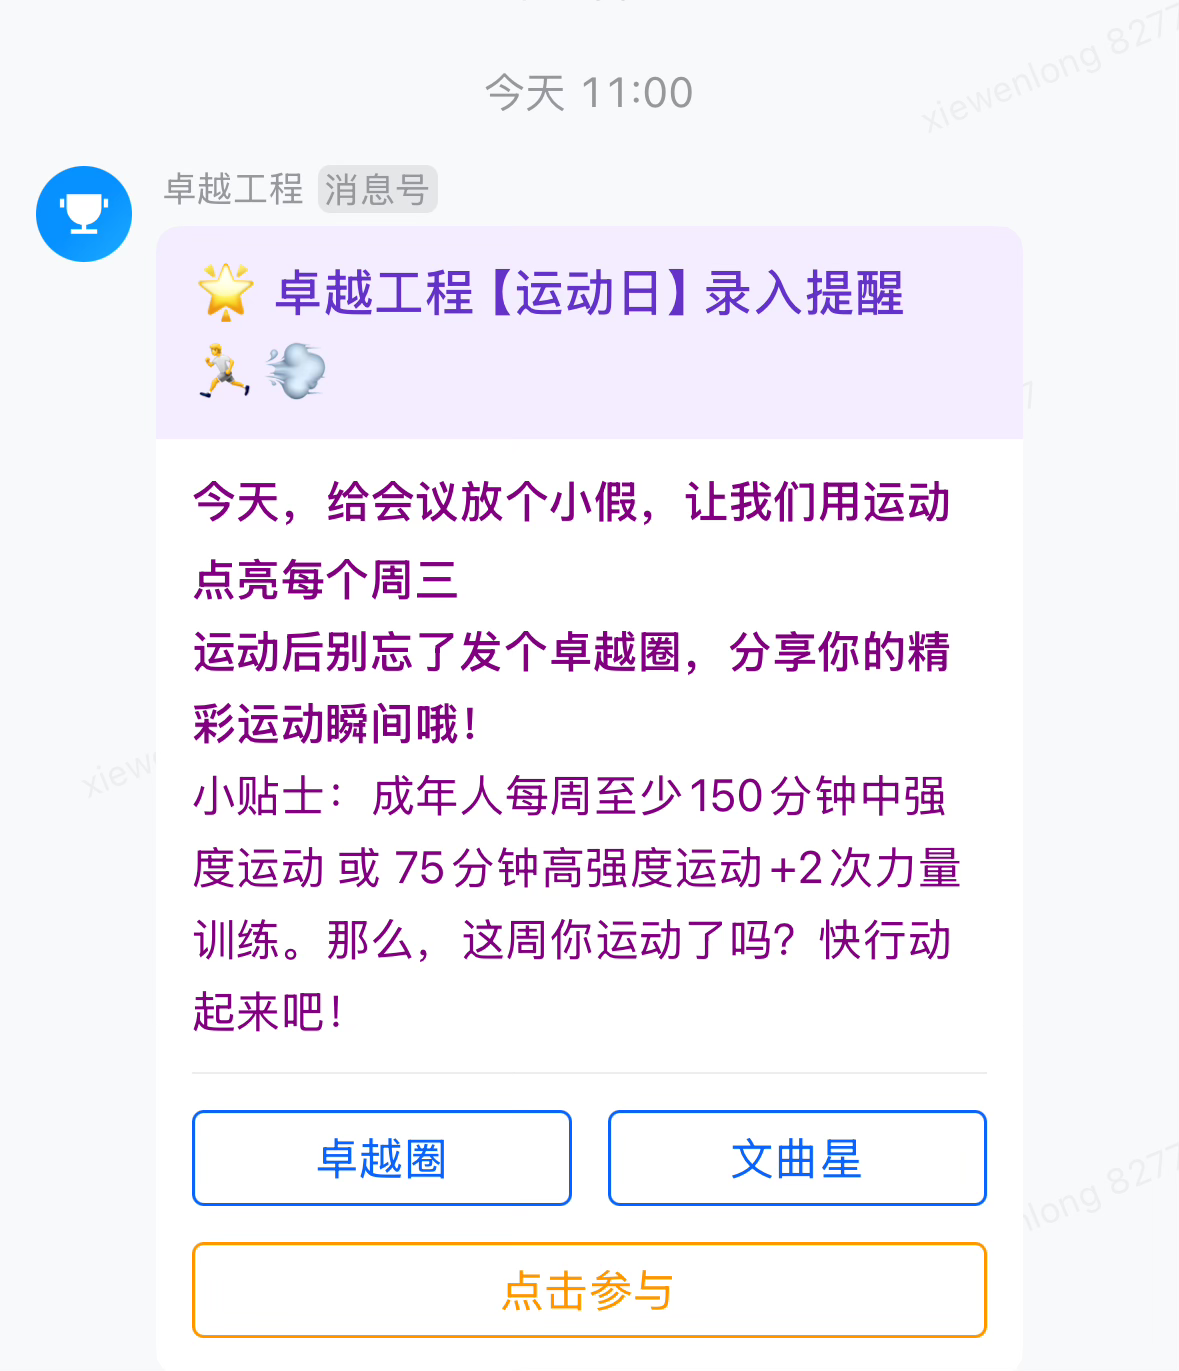 今天 11:00
xiewenlong 8277
卓越工程 消息号
卓越工程【运动日】录入提醒
7
今天，给会议放个小假，让我们用运动
点亮每个周三
运动后别忘了发个卓越圈，分享你的精
彩运动瞬间哦！
xiew
小贴士：成年人每周至少150分钟中强
度运动 或 75分钟高强度运动+2次力量
训练。那么，这周你运动了吗？快行动
起来吧！
卓越圈 文曲星
nlong 8277
点击参与